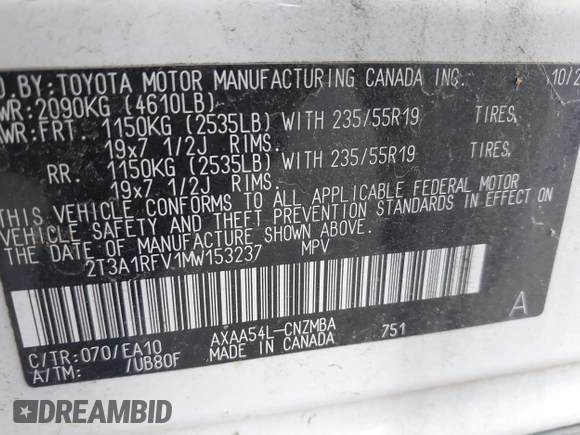 D. BY: TOYOTA MOTOR MANUFACTURING CANADA INC. 10/2
WR: 2090KG (4610LB)
WR: FRT 1150KG (2535LB) WITH 235/55R19 TIRES,
19x7 1/2J RIMS.
RR. 1150KG (2535LB) WITH 235/55R19 TIRES,
19x7 1/2J RIMS.
THIS VEHICLE CONFORMS TO ALL APPLICABLE FEDERAL MOTOR
VEHICLE SAFETY AND THEFT PREVENTION STANDARDS IN EFFECT ON
THE DATE OF MANUFACTURE SHOWN ABOVE.
2T3A1RFV1MW153237 MPV
A
C/TR: 070/EA10 AXAA54L-CNZMBA 751
A/TM: /UB80F MADE IN CANADA
DREAMBID